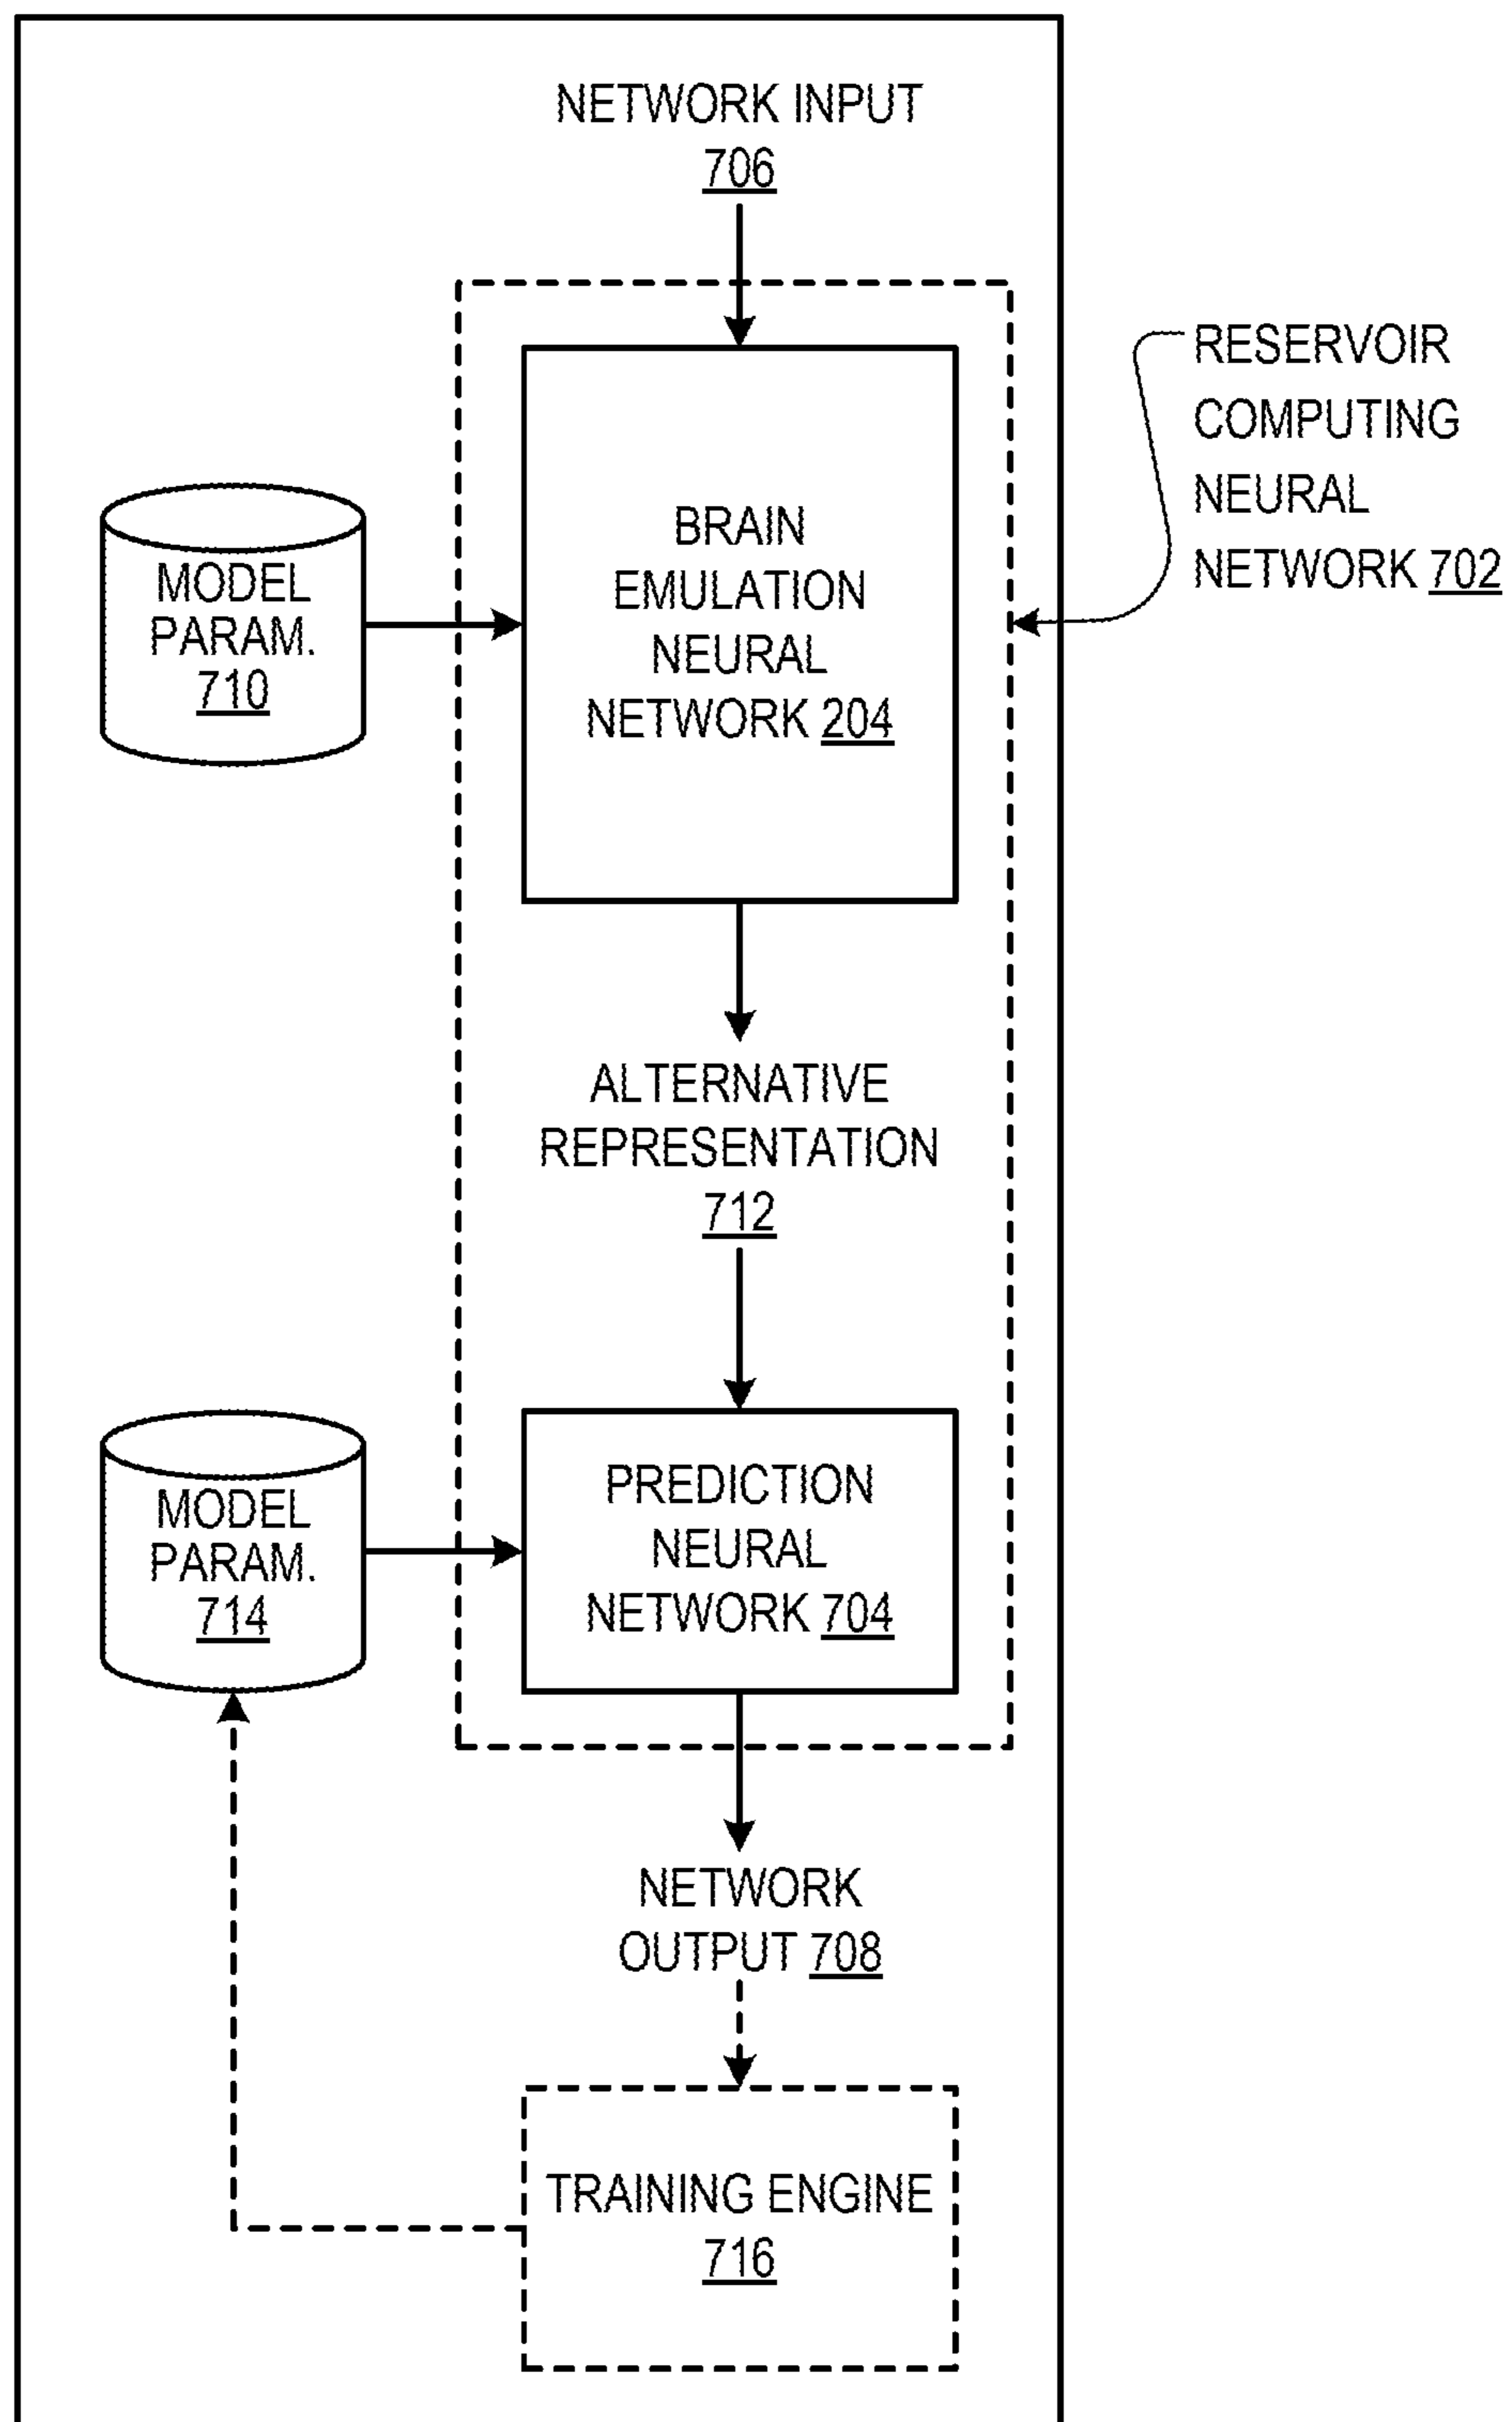 NETWORK INPUT
706
RESERVOIR
COMPUTING
NEURAL
NETWORK 702
BRAIN
EMULATION
NEURAL
NETWORK 204
MODEL
PARAM.
710
ALTERNATIVE
REPRESENTATION
712
PREDICTION
NEURAL
NETWORK 704
MODEL
PARAM.
714
NETWORK
OUTPUT 708
TRAINING ENGINE
716